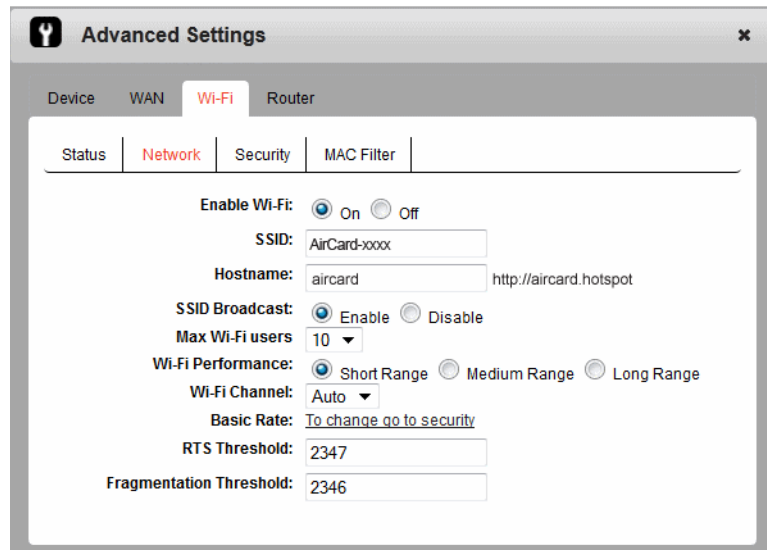 Advanced Settings
Device WAN Wi-Fi Router
Status Network Security MAC Filter
Enable Wi-Fi: On Off
SSID: AirCard-xxxx
Hostname: aircard http://aircard.hotspot
SSID Broadcast: Enable Disable
Max Wi-Fi users 10
Wi-Fi Performance: Short Range Medium Range Long Range
Wi-Fi Channel: Auto
Basic Rate: To change go to security
RTS Threshold: 2347
Fragmentation Threshold: 2346